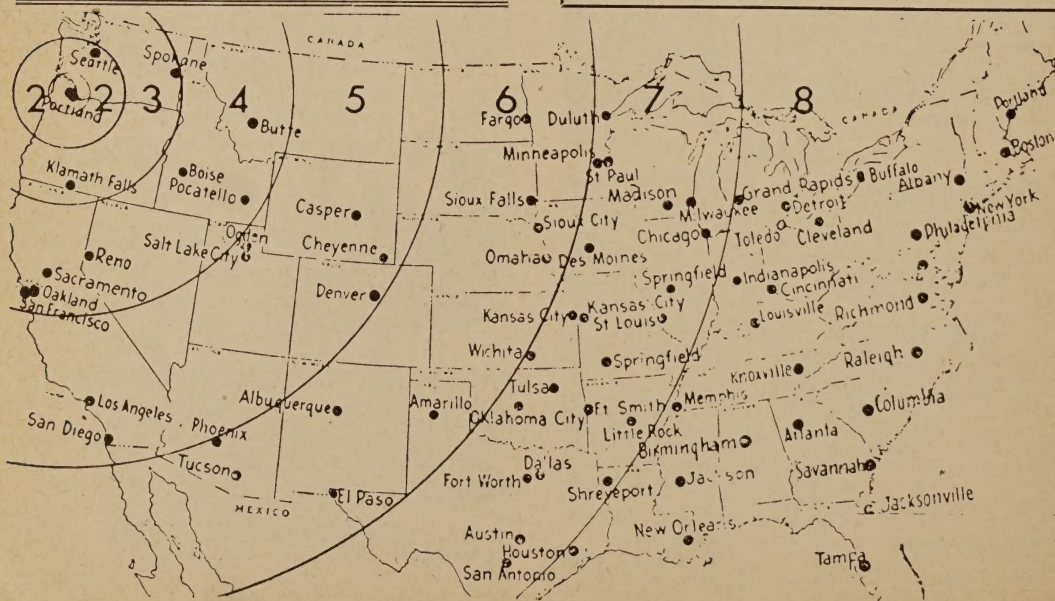 CANADA
Seattle
Spokane
2 2 3 4 5 6 7 8
Portland
Butte
Fargo
Duluth
CANADA
Portland
Boston
Minneapolis
St Paul
Klamath Falls
Boise
Pocatello
Casper
Sioux Falls
Madison
Milwaukee
Grand Rapids
Detroit
Buffalo
Albany
New York
Ogden
Salt Lake City
Cheyenne
Sioux City
Omaha
Des Moines
Chicago
Toledo
Cleveland
Philadelphia
Reno
Sacramento
Oakland
San Francisco
Denver
Springfield
Indianapolis
Cincinnati
Kansas City
Kansas City
St Louis
Louisville
Richmond
Wichita
Springfield
Knoxville
Raleigh
Tulsa
Los Angeles
Albuquerque
Amarillo
Oklahoma City
Ft Smith
Memphis
Columbia
San Diego
Phoenix
Little Rock
Birmingham
Atlanta
Tucson
Da'las
Fort Worth
Shreveport
Jackson
Savannah
El Paso
MEXICO
Jacksonville
Austin
Houston
San Antonio
New Orleans
Tampa